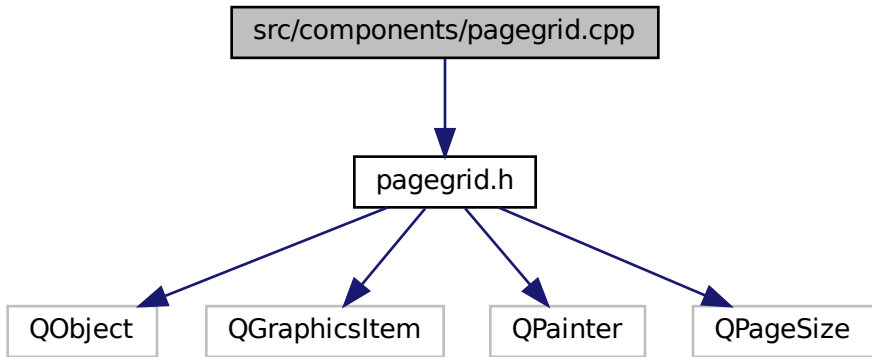 src/components/pagegrid.cpp
pagegrid.h
QObject
QGraphicsItem
QPainter
QPageSize